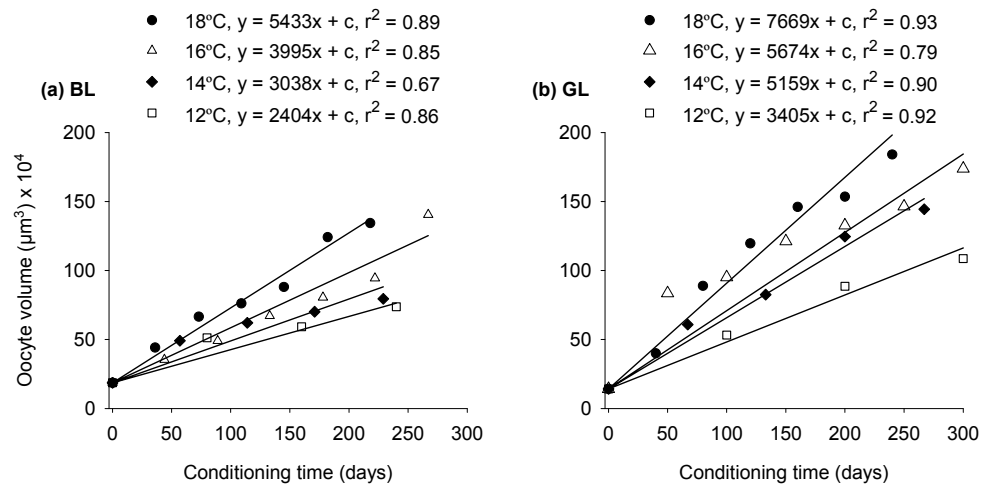 18ºC, y = 5433x + c, r² = 0.89
16ºC, y = 3995x + c, r² = 0.85
14ºC, y = 3038x + c, r² = 0.67
12ºC, y = 2404x + c, r² = 0.86
(a) BL
200
150
100
50
0
Oocyte volume (µm³) x 10⁴
0 50 100 150 200 250 300
Conditioning time (days)
18ºC, y = 7669x + c, r² = 0.93
16ºC, y = 5674x + c, r² = 0.79
14ºC, y = 5159x + c, r² = 0.90
12ºC, y = 3405x + c, r² = 0.92
(b) GL
200
150
100
50
0
0 50 100 150 200 250 300
Conditioning time (days)